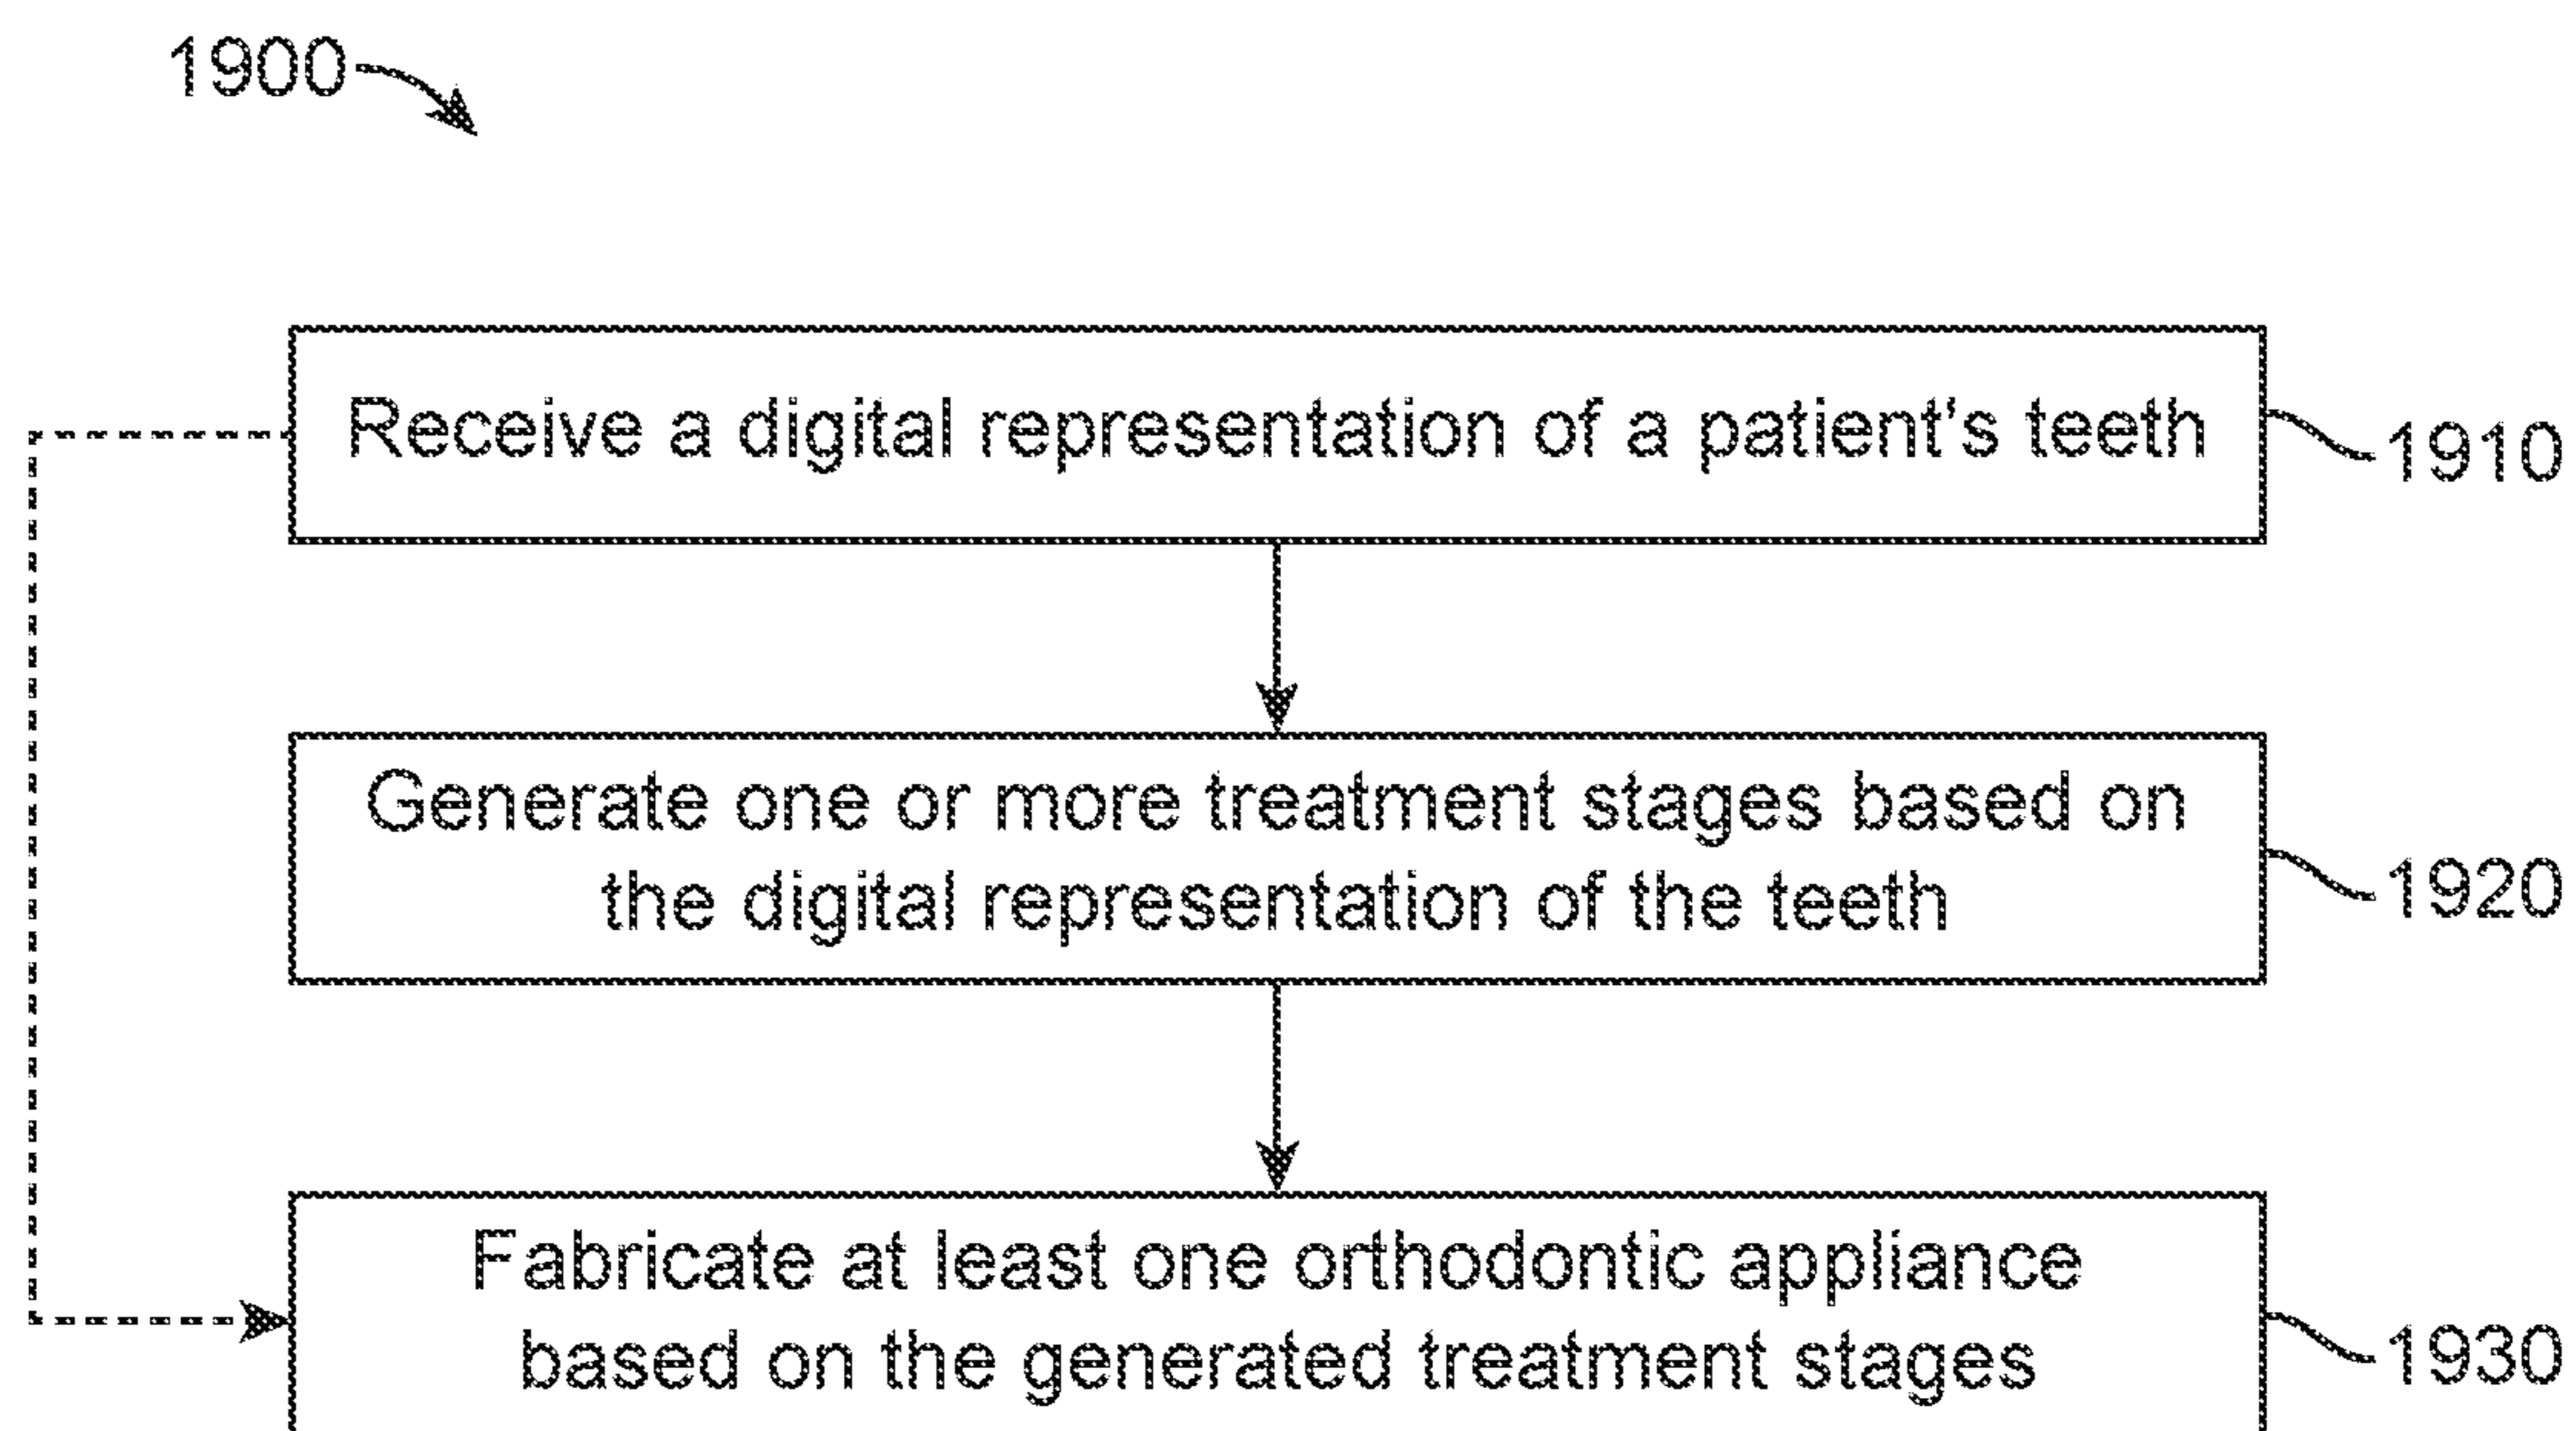 1900
Receive a digital representation of a patient's teeth
1910
Generate one or more treatment stages based on
the digital representation of the teeth
1920
Fabricate at least one orthodontic appliance
based on the generated treatment stages
1930